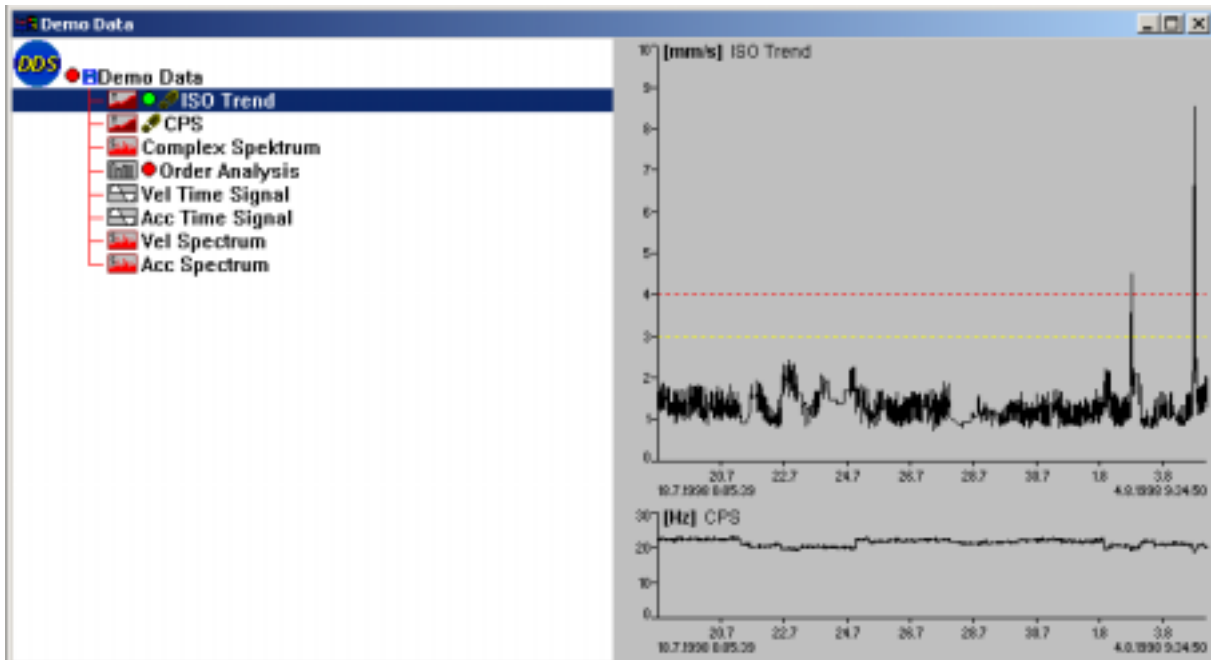 Demo Data
DDS
Demo Data
ISO Trend
CPS
Complex Spektrum
Order Analysis
Vel Time Signal
Acc Time Signal
Vel Spectrum
Acc Spectrum
10 [mm/s] ISO Trend
9
8
7
6
5
4
3
2
1
0
20.7 22.7 24.7 26.7 28.7 30.7 1.8 3.8
30 [Hz] CPS
20
10
0
20.7 22.7 24.7 26.7 28.7 30.7 1.8 3.8